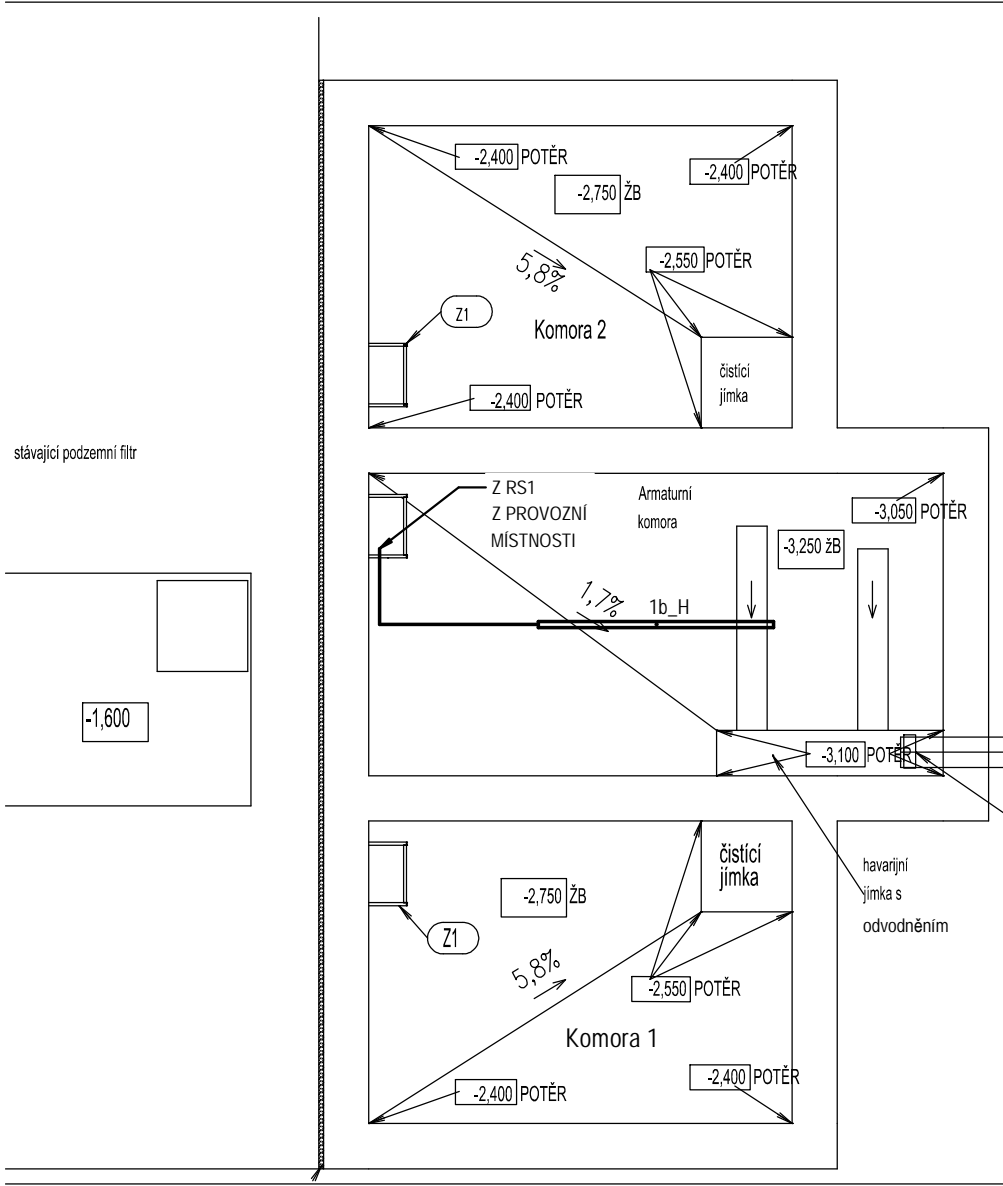 -2,400 POTĚR
-2,400 POTĚR
-2,750 ŽB
-2,550 POTĚR
5,8%
Z1
Komora 2
čistící
jímka
-2,400 POTĚR
stávající podzemní filtr
Z RS1
Z PROVOZNÍ
MÍSTNOSTI
Armaturní
komora
-3,050 POTĚR
-3,250 ŽB
1,7%
1b_H
-1,600
-3,100 POTĚR
čistící
jímka
havarijní
jímka s
odvodněním
-2,750 ŽB
Z1
5,8%
-2,550 POTĚR
Komora 1
-2,400 POTĚR
-2,400 POTĚR